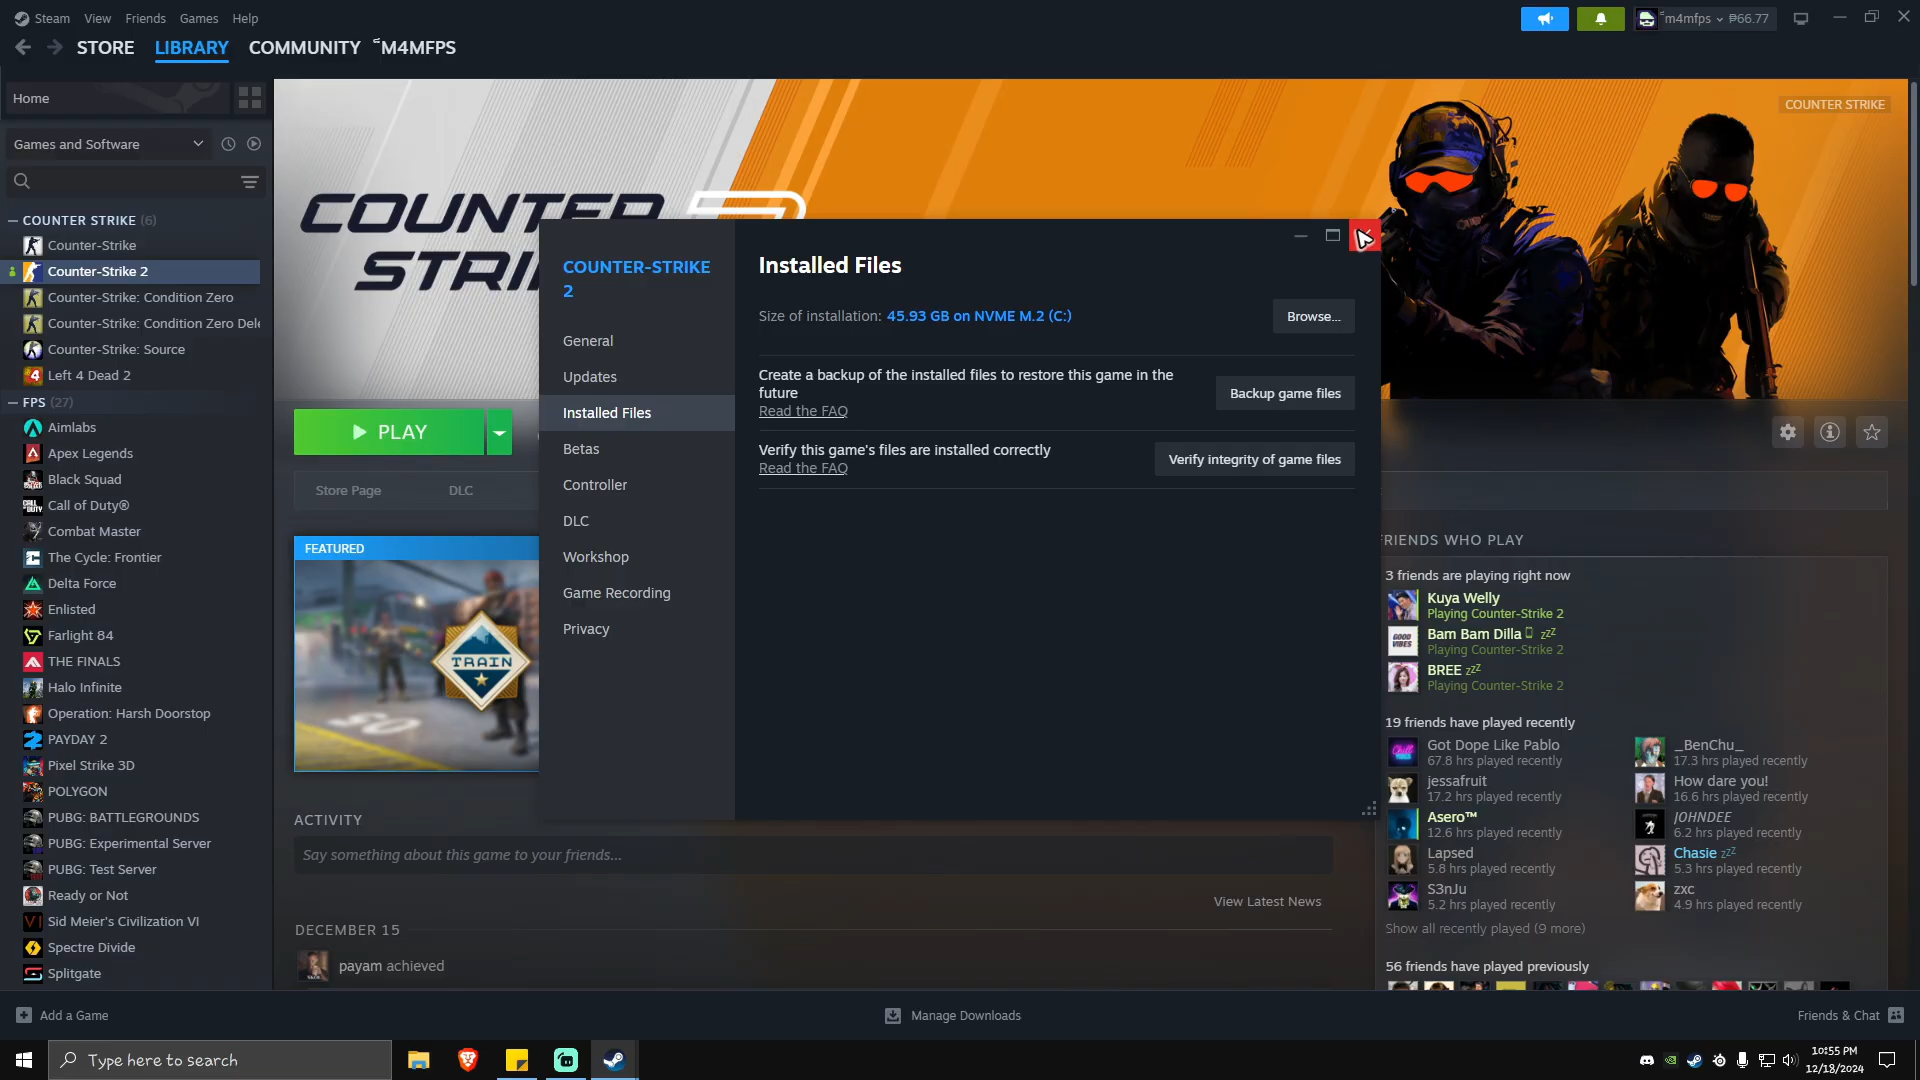 Steam View Friends Games Help
m4mfps ₱66.77
STORE LIBRARY COMMUNITY M4MFPS
Home
COUNTER STRIKE
Games and Software
COUNTER STRIKE (6)
Counter-Strike
Counter-Strike 2
Counter-Strike: Condition Zero
Counter-Strike: Condition Zero Dele
Counter-Strike: Source
Left 4 Dead 2
FPS (27)
Aimlabs
Apex Legends
Black Squad
Call of Duty®
Combat Master
The Cycle: Frontier
Delta Force
Enlisted
Farlight 84
THE FINALS
Halo Infinite
Operation: Harsh Doorstop
PAYDAY 2
Pixel Strike 3D
POLYGON
PUBG: BATTLEGROUNDS
PUBG: Experimental Server
PUBG: Test Server
Ready or Not
Sid Meier's Civilization VI
Spectre Divide
Splitgate
COUNTER
STRI
PLAY
Store Page DLC
FEATURED
TRAIN
COUNTER-STRIKE
2
General
Updates
Installed Files
Betas
Controller
DLC
Workshop
Game Recording
Privacy
Installed Files
Size of installation: 45.93 GB on NVME M.2 (C:)
Browse...
Create a backup of the installed files to restore this game in the
future
Read the FAQ
Backup game files
Verify this game's files are installed correctly
Read the FAQ
Verify integrity of game files
ACTIVITY
Say something about this game to your friends...
View Latest News
DECEMBER 15
payam achieved
FRIENDS WHO PLAY
3 friends are playing right now
Kuya Welly
Playing Counter-Strike 2
Bam Bam Dilla zzZ
Playing Counter-Strike 2
BREE zzZ
Playing Counter-Strike 2
19 friends have played recently
Got Dope Like Pablo
67.8 hrs played recently
_BenChu_
17.3 hrs played recently
jessafruit
17.2 hrs played recently
How dare you!
16.6 hrs played recently
Asero™
12.6 hrs played recently
JOHNDEE
6.2 hrs played recently
Lapsed
5.8 hrs played recently
Chasie zzZ
5.3 hrs played recently
S3nJu
5.2 hrs played recently
zxc
4.9 hrs played recently
Show all recently played (9 more)
56 friends have played previously
Add a Game
Manage Downloads
Friends & Chat
Type here to search
10:55 PM
12/18/2024